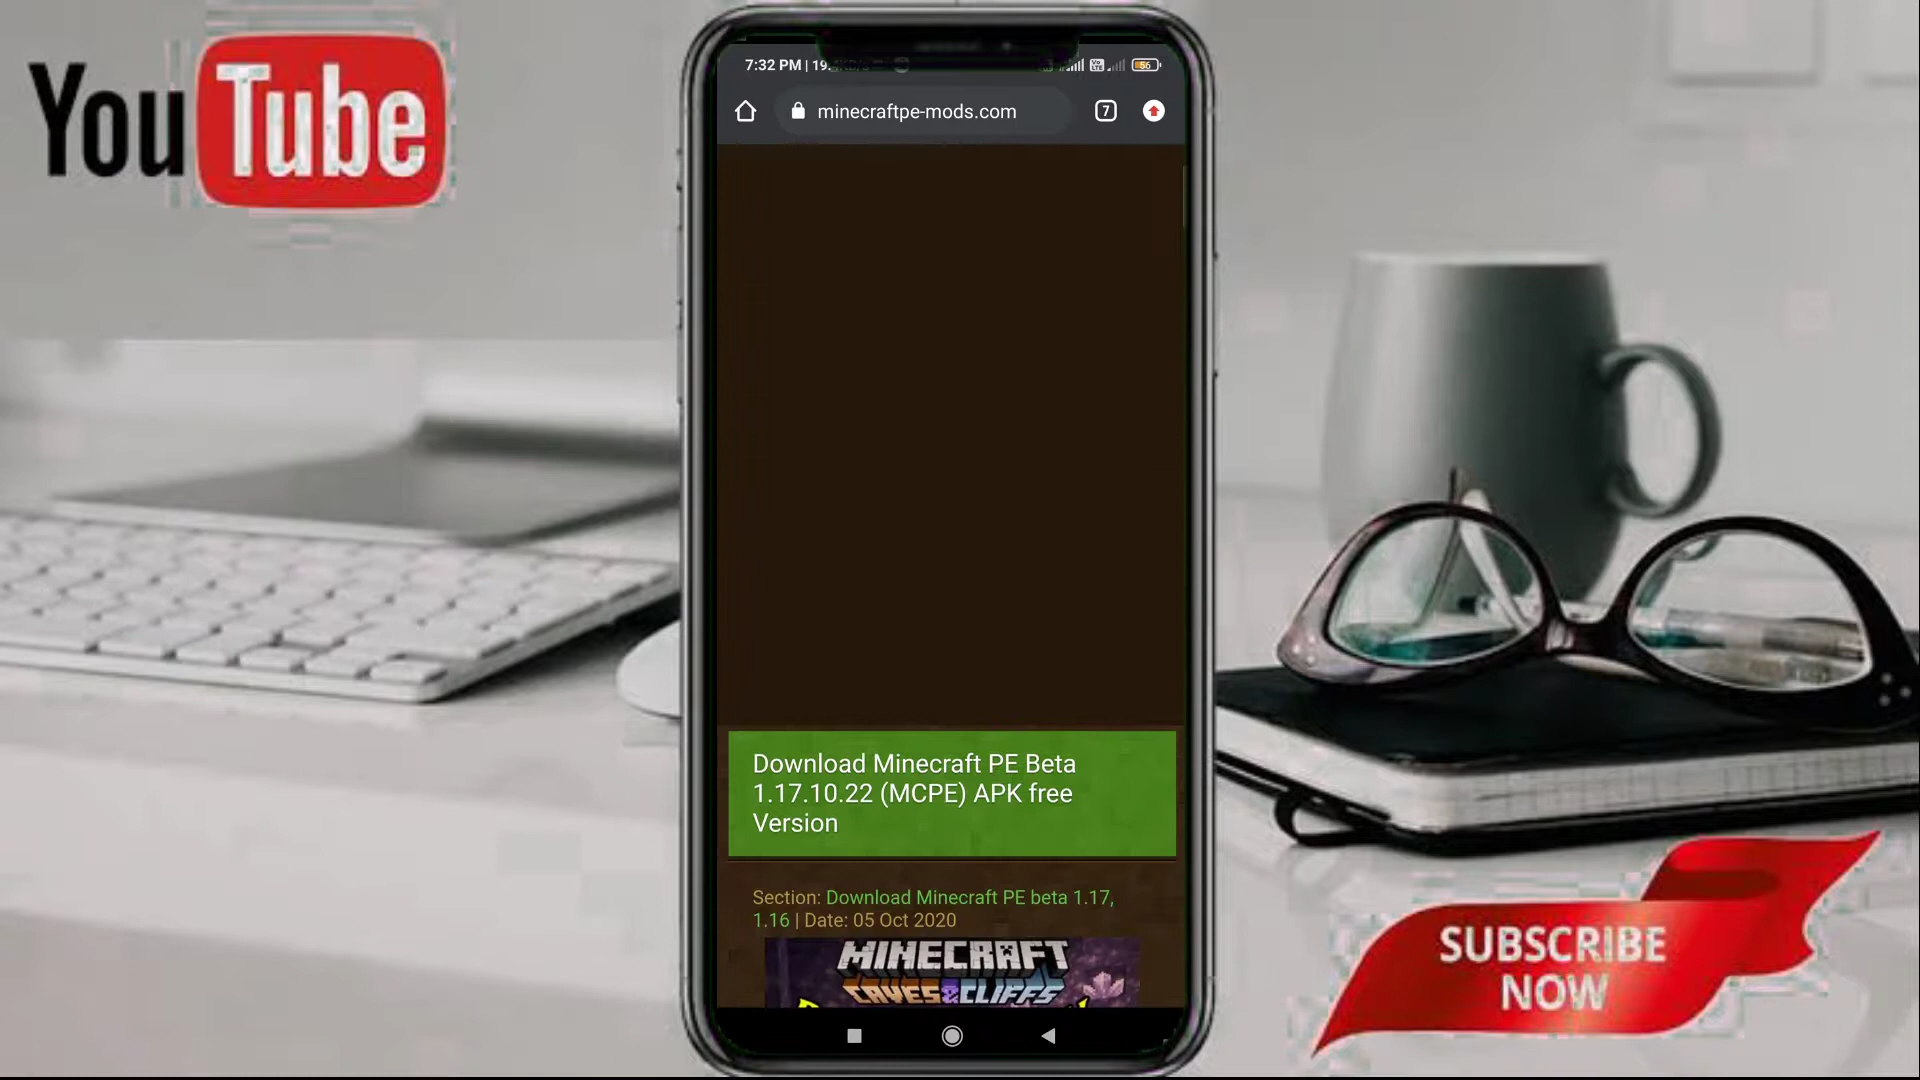 YouTube
7:32 PM | 19.
56
minecraftpe-mods.com
7
Download Minecraft PE Beta
1.17.10.22 (MCPE) APK free
Version
Section: Download Minecraft PE beta 1.17,
1.16 | Date: 05 Oct 2020
MINECRAFT
CAVES & CLIFFS
SUBSCRIBE
NOW